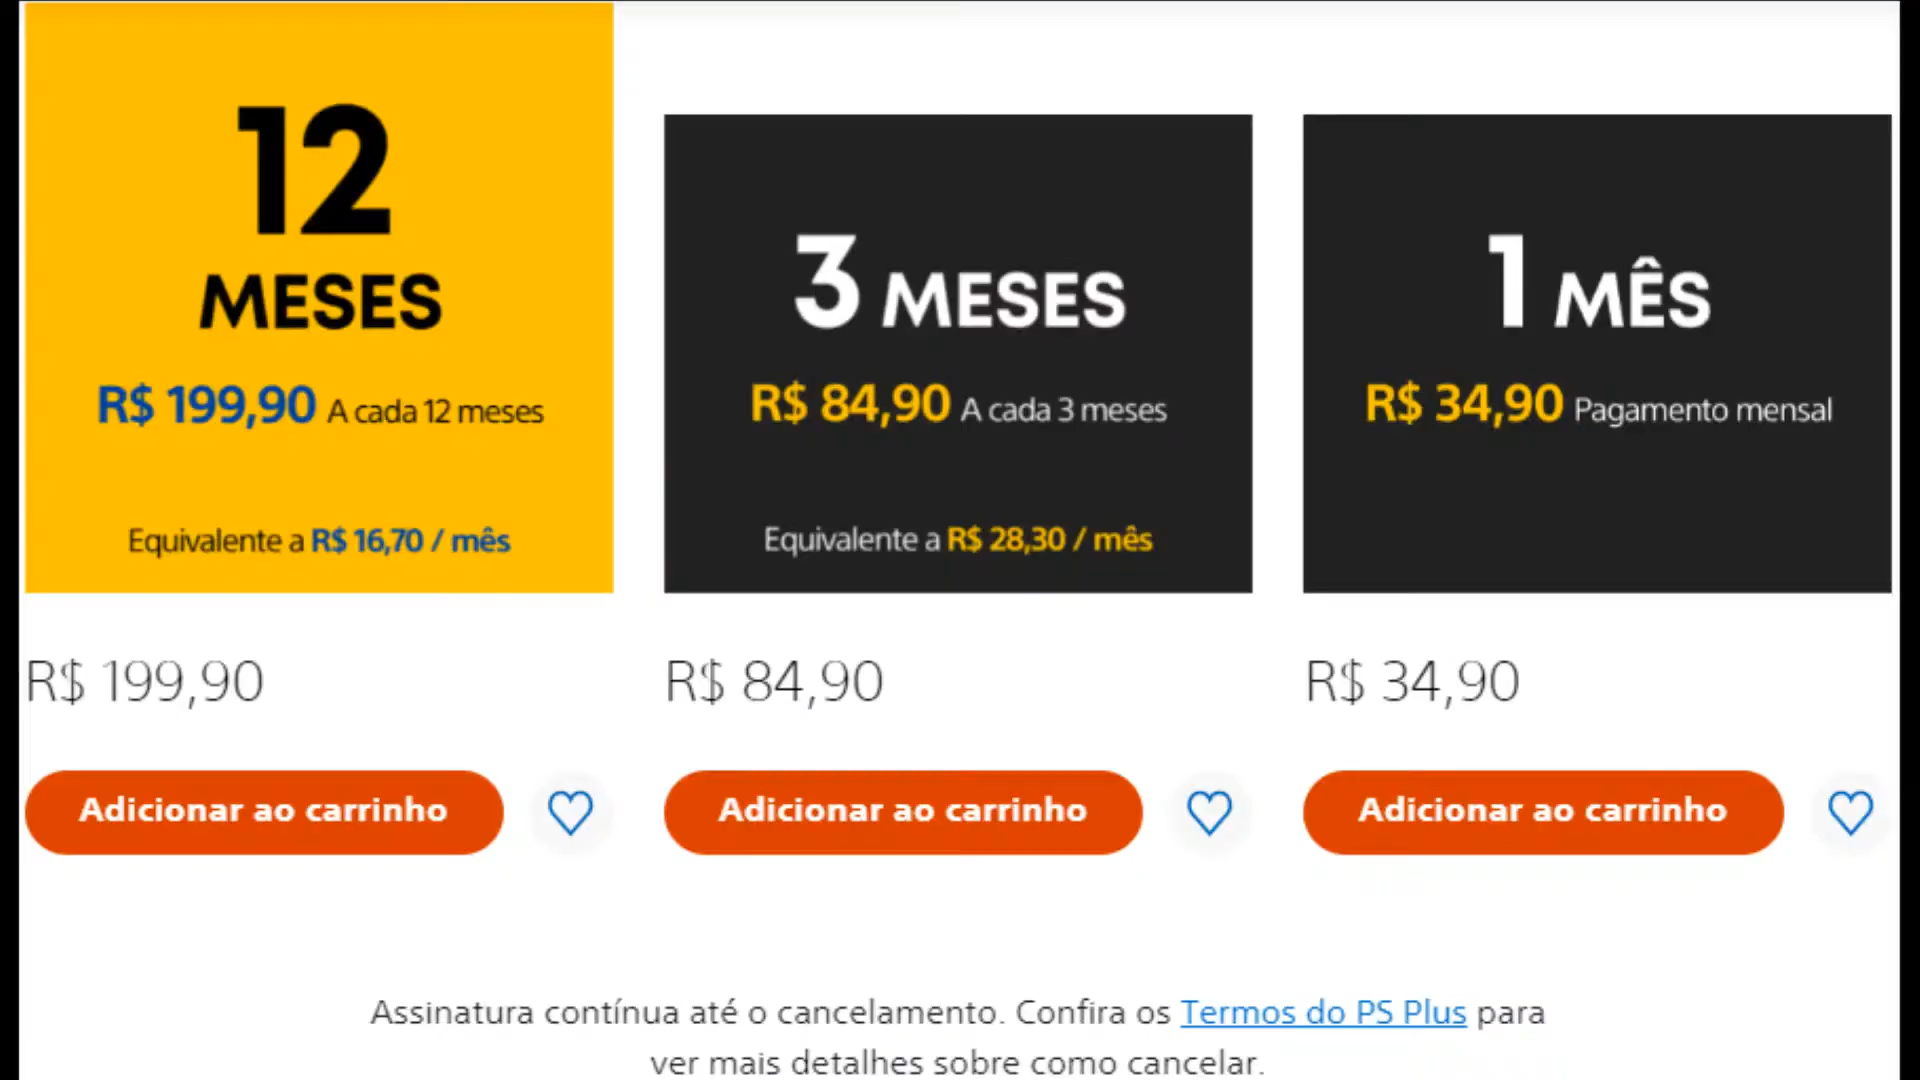 12
MESES
R$ 199,90 A cada 12 meses
Equivalente a R$ 16,70 / mês
R$ 199,90
Adicionar ao carrinho
3 MESES
R$ 84,90 A cada 3 meses
Equivalente a R$ 28,30 / mês
R$ 84,90
Adicionar ao carrinho
1 MÊS
R$ 34,90 Pagamento mensal
R$ 34,90
Adicionar ao carrinho
Assinatura contínua até o cancelamento. Confira os Termos do PS Plus para
ver mais detalhes sobre como cancelar.